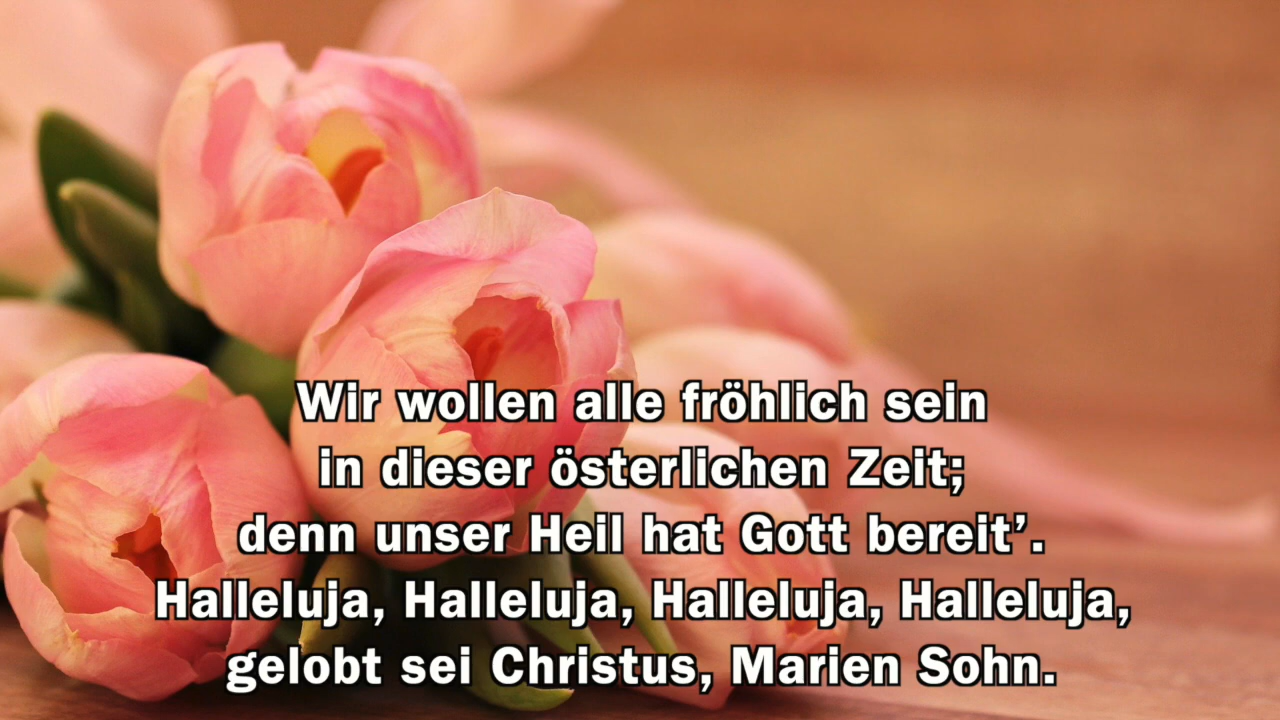 Wir wollen alle fröhlich sein
in dieser österlichen Zeit;
denn unser Heil hat Gott bereit’.
Halleluja, Halleluja, Halleluja, Halleluja,
gelobt sei Christus, Marien Sohn.